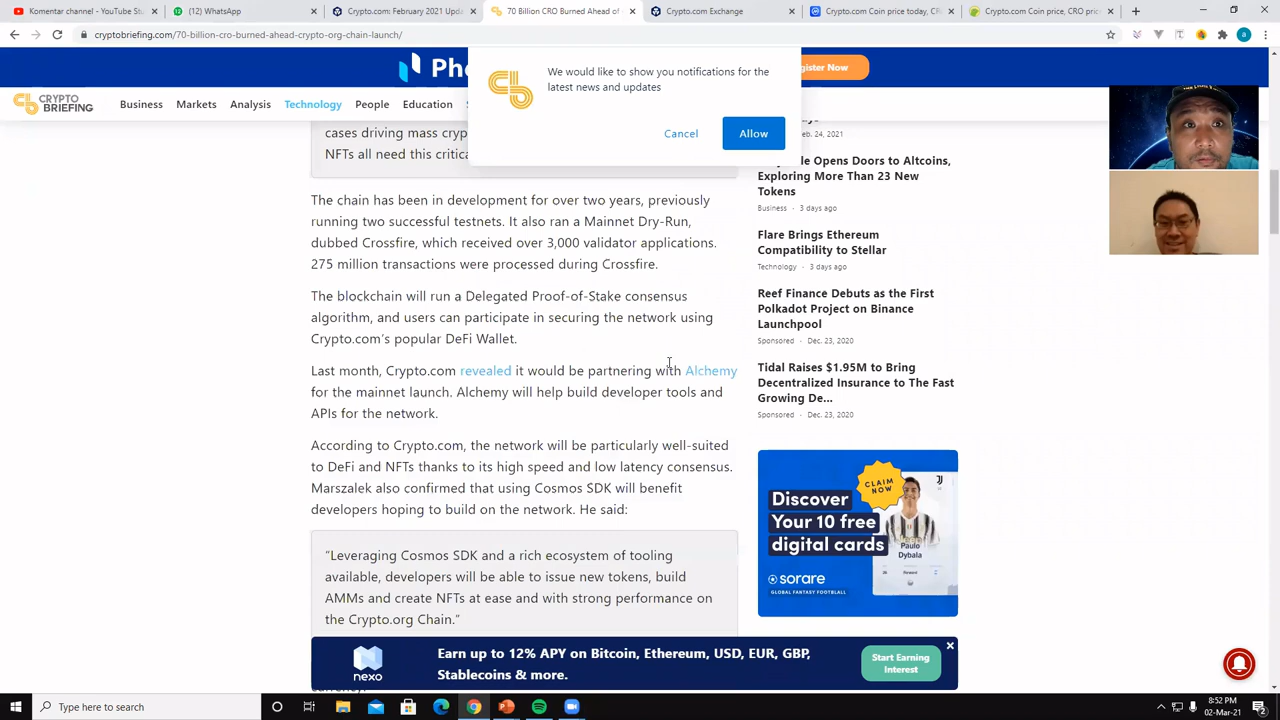 Komentar channel - YouTube Stu
(12) WhatsApp
Crypto.com: February 2021 Upda
70 Billion CRO Burned Ahead of
Crypto.com Exchange
Crypto.com Coin price today, CR
Crypto.com Coin price, CRO pric
cryptobriefing.com/70-billion-cro-burned-ahead-crypto-org-chain-launch/
We would like to show you notifications for the
latest news and updates
Cancel
Allow
CRYPTO
BRIEFING
Business
Markets
Analysis
Technology
People
Education
NFTs all need this critica
The chain has been in development for over two years, previously
running two successful testnets. It also ran a Mainnet Dry-Run,
dubbed Crossfire, which received over 3,000 validator applications.
275 million transactions were processed during Crossfire.
The blockchain will run a Delegated Proof-of-Stake consensus
algorithm, and users can participate in securing the network using
Crypto.com's popular DeFi Wallet.
Last month, Crypto.com revealed it would be partnering with Alchemy
for the mainnet launch. Alchemy will help build developer tools and
APIs for the network.
According to Crypto.com, the network will be particularly well-suited
to DeFi and NFTs thanks to its high speed and low latency consensus.
Marszalek also confirmed that using Cosmos SDK will benefit
developers hoping to build on the network. He said:
"Leveraging Cosmos SDK and a rich ecosystem of tooling
available, developers will be able to issue new tokens, build
AMMs and create NFTs at ease and with strong performance on
the Crypto.org Chain."
Feb. 24, 2021
Opens Doors to Altcoins,
Exploring More Than 23 New
Tokens
Business - 3 days ago
Flare Brings Ethereum
Compatibility to Stellar
Technology - 3 days ago
Reef Finance Debuts as the First
Polkadot Project on Binance
Launchpool
Sponsored - Dec. 23, 2020
Tidal Raises $1.95M to Bring
Decentralized Insurance to The Fast
Growing De...
Sponsored - Dec. 23, 2020
CLAIM
NOW
Discover
Your 10 free
digital cards
Paulo
Dybala
sorare
GLOBAL FANTASY FOOTBALL
nexo
Earn up to 12% APY on Bitcoin, Ethereum, USD, EUR, GBP,
Stablecoins & more.
Start Earning
Interest
Type here to search
8:52 PM
02-Mar-21